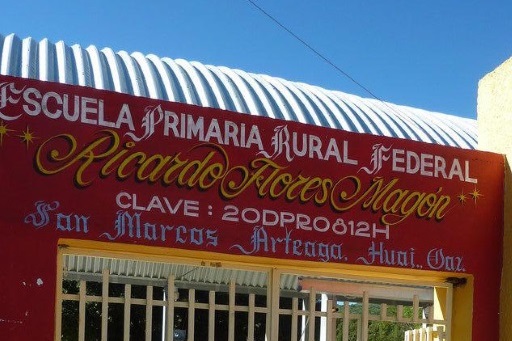 Escuela Primaria Rural Federal
Ricardo Flores Magón
CLAVE : 20DPR0812H
San Marcos Arteaga. Huaj., Oax.